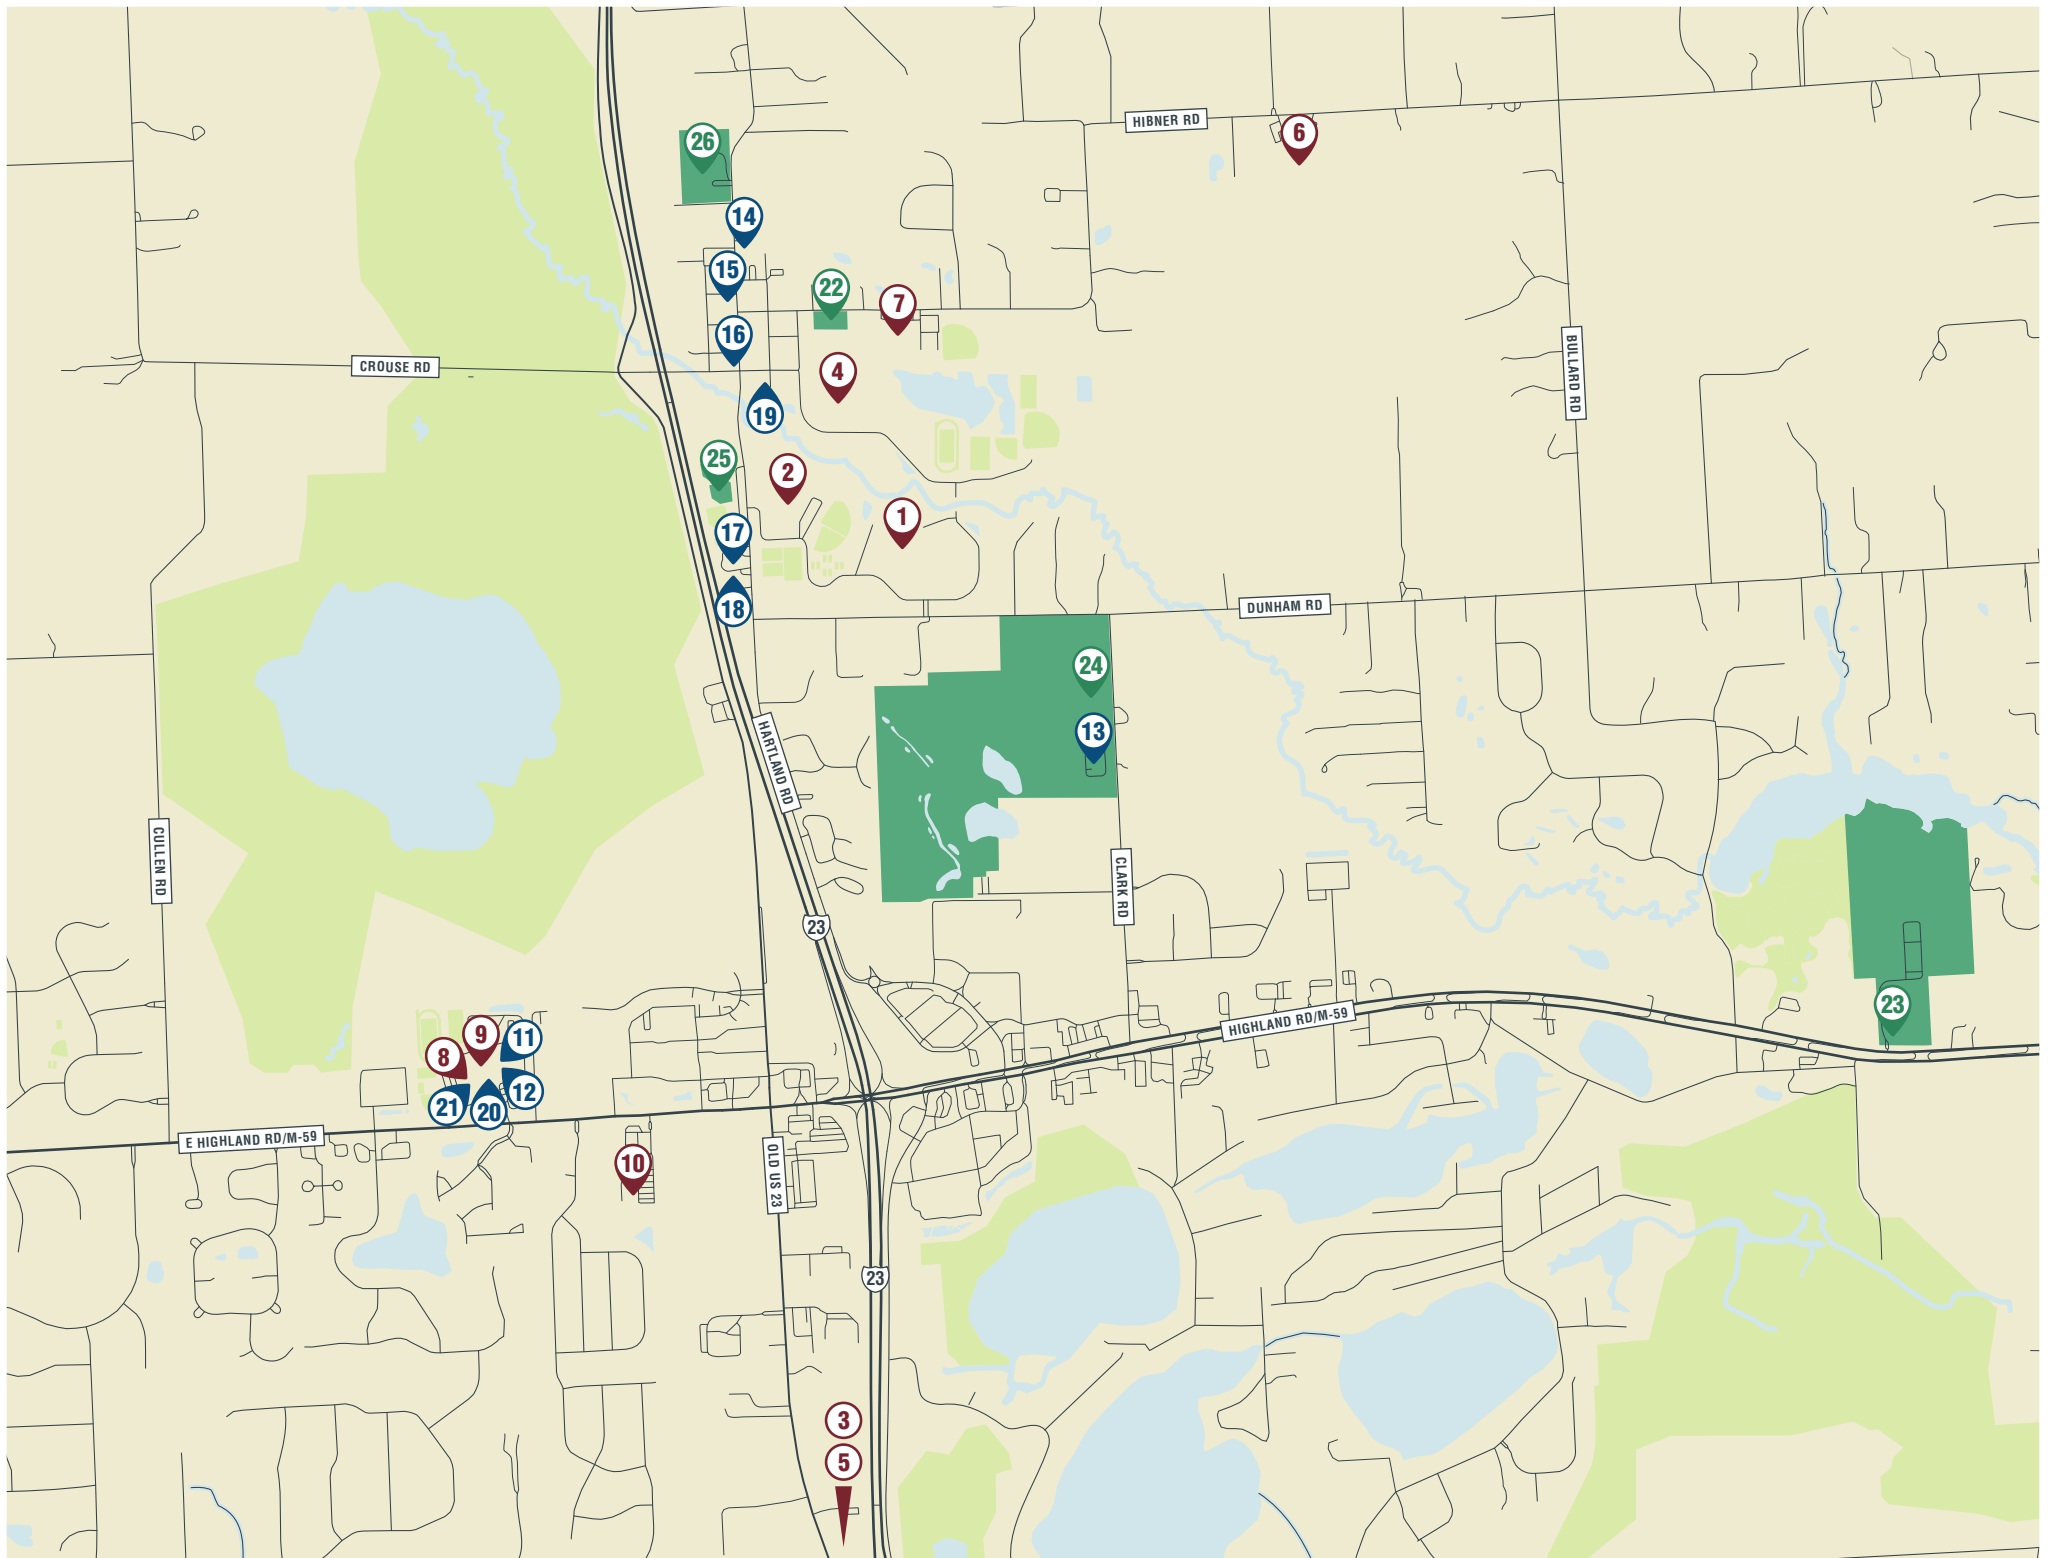 HIBNER RD
6
26
14
15
22
7
16
BULLARD RD
CROUSE RD
4
19
25
2
1
17
18
DUNHAM RD
24
13
HARTLAND RD
CULLEN RD
CLARK RD
23
23
HIGHLAND RD/M-59
9
11
8
12
21
20
E HIGHLAND RD/M-59
10
OLD US 23
23
3
5